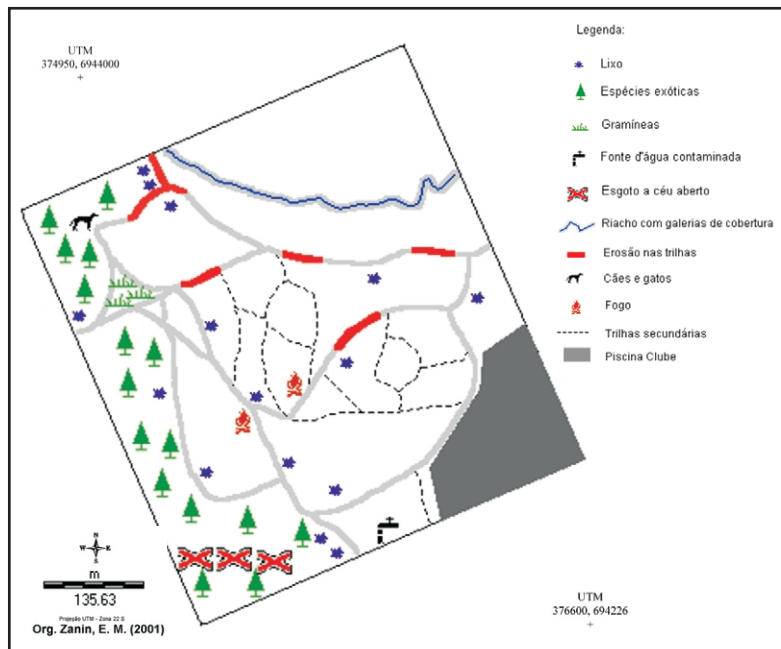 UTM
374950, 6944000
Legenda:
Lixo
Espécies exóticas
Gramíneas
Fonte d'água contaminada
Esgoto a céu aberto
Riacho com galerias de cobertura
Erosão nas trilhas
Cães e gatos
Fogo
Trilhas secundárias
Piscina Clube
N
W E
S
m
135.63
Projeção UTM - Zona 22 S
Org. Zanin, E. M. (2001)
UTM
376600, 694226